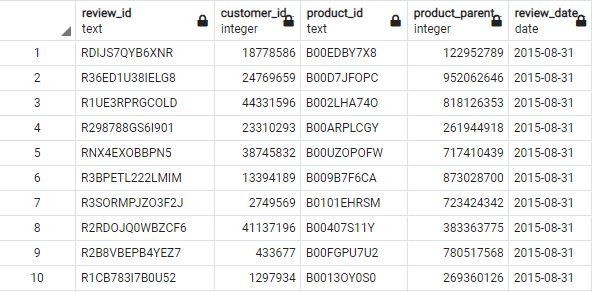 review_id customer_id product_id product_parent review_date
text integer text integer date
1 RDIJS7QYB6XNR 18778586 B00EDBY7X8 122952789 2015-08-31
2 R36ED1U38IELG8 24769659 B00D7JFOPC 952062646 2015-08-31
3 R1UE3RPRGCOLD 44331596 B002LHA74O 818126353 2015-08-31
4 R298788GS6I901 23310293 B00ARPLCGY 261944918 2015-08-31
5 RNX4EXOBBPN5 38745832 B00UZOPOFW 717410439 2015-08-31
6 R3BPETL222LMIM 13394189 B009B7F6CA 873028700 2015-08-31
7 R3SORMPJZO3F2J 2749569 B0101EHRSM 723424342 2015-08-31
8 R2RDOJQ0WBZCF6 41137196 B00407S11Y 383363775 2015-08-31
9 R2B8VBEPB4YEZ7 433677 B00FGPU7U2 780517568 2015-08-31
10 R1CB783I7B0U52 1297934 B0013OY0S0 269360126 2015-08-31